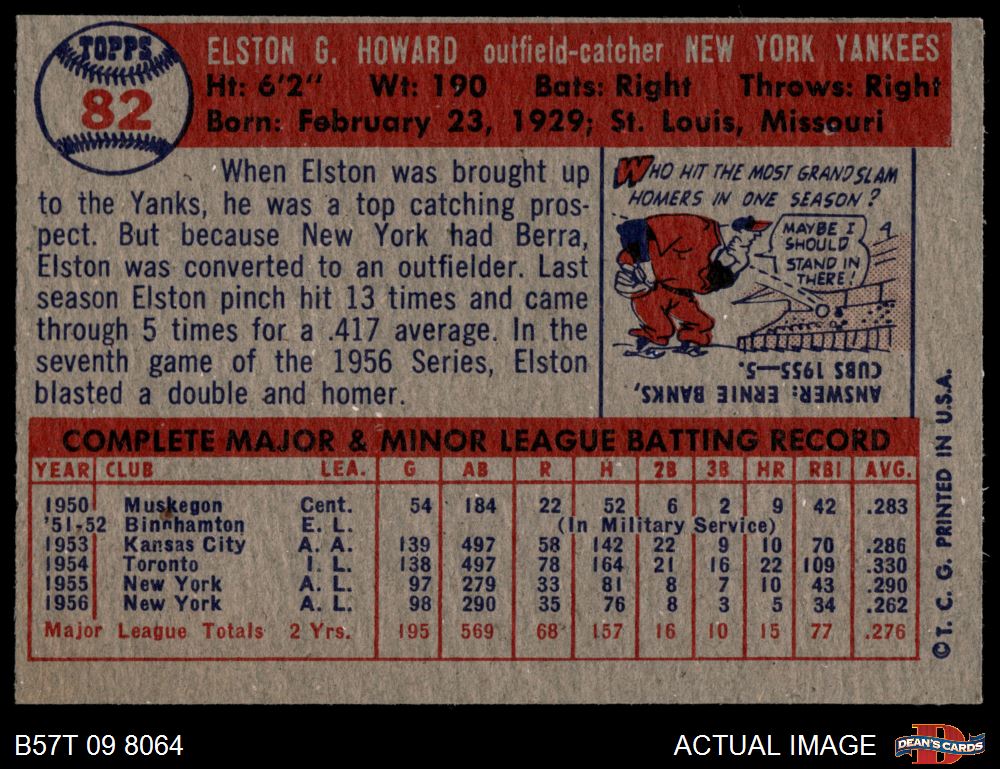 TOPPS
82
ELSTON G. HOWARD outfield-catcher NEW YORK YANKEES
Ht: 6'2" Wt: 190 Bats: Right Throws: Right
Born: February 23, 1929; St. Louis, Missouri
When Elston was brought up
to the Yanks, he was a top catching pros-
pect. But because New York had Berra,
Elston was converted to an outfielder. Last
season Elston pinch hit 13 times and came
through 5 times for a .417 average. In the
seventh game of the 1956 Series, Elston
blasted a double and homer.
WHO HIT THE MOST GRAND SLAM
HOMERS IN ONE SEASON?
MAYBE I
SHOULD
STAND IN
THERE!
ANSWER: ERNIE BANKS,
CUBS 1955—5.
COMPLETE MAJOR & MINOR LEAGUE BATTING RECORD
YEAR CLUB LEA. G AB R H 2B 3B HR RBI AVG.
1950 Muskegon Cent. 54 184 22 52 6 2 9 42 .283
'51-52 Binghamton E. L. (In Military Service)
1953 Kansas City A. A. 139 497 58 142 22 9 10 70 .286
1954 Toronto I. L. 138 497 78 164 21 16 22 109 .330
1955 New York A. L. 97 279 33 81 8 7 10 43 .290
1956 New York A. L. 98 290 35 76 8 3 5 34 .262
Major League Totals 2 Yrs. 195 569 68 157 16 10 15 77 .276
© T. C. G. PRINTED IN U.S.A.
B57T 09 8064
ACTUAL IMAGE
D
DEAN'S CARDS